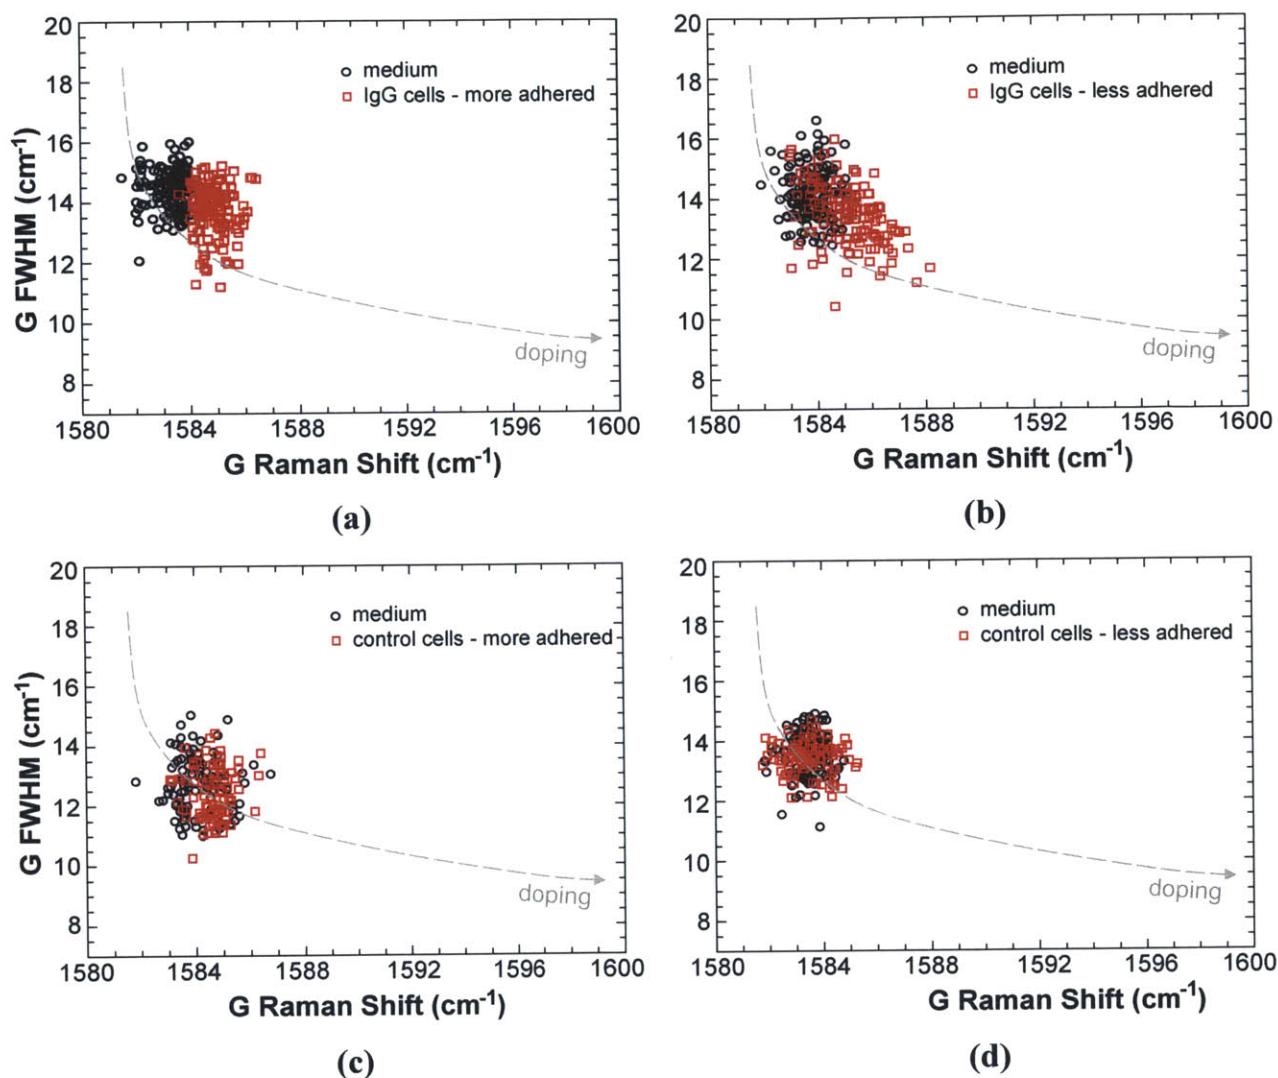 20
18
16
14
12
10
8
G FWHM (cm⁻¹)
medium
IgG cells - more adhered
doping
1580 1584 1588 1592 1596 1600
G Raman Shift (cm⁻¹)
(a)
20
18
16
14
12
10
8
medium
IgG cells - less adhered
doping
1580 1584 1588 1592 1596 1600
G Raman Shift (cm⁻¹)
(b)
20
18
16
14
12
10
8
G FWHM (cm⁻¹)
medium
control cells - more adhered
doping
1580 1584 1588 1592 1596 1600
G Raman Shift (cm⁻¹)
(c)
20
18
16
14
12
10
8
medium
control cells - less adhered
doping
1580 1584 1588 1592 1596 1600
G Raman Shift (cm⁻¹)
(d)